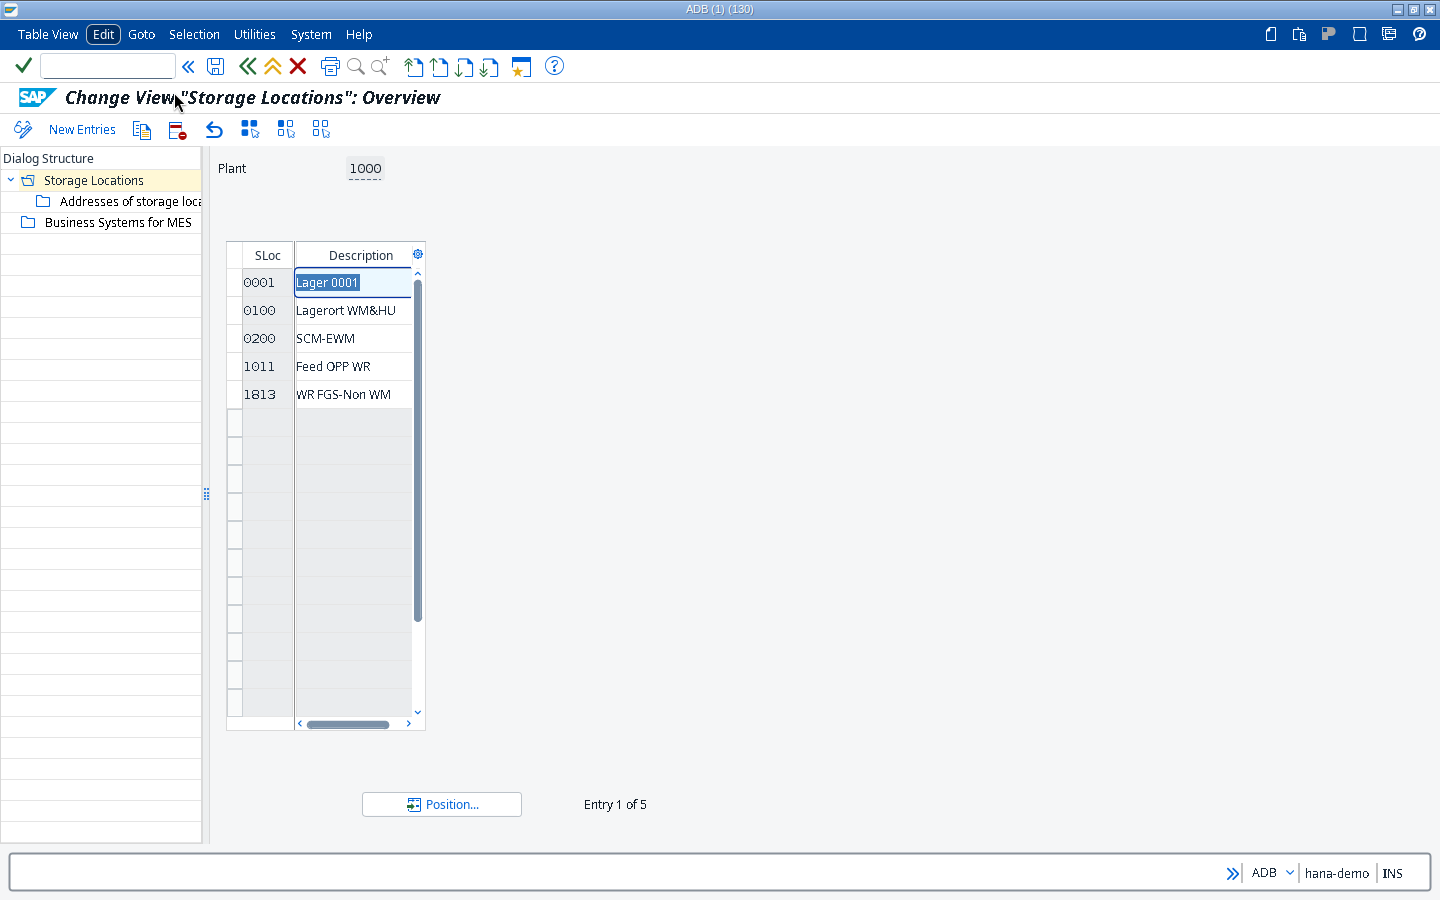 ADB (1) (130)
Table View Edit Goto Selection Utilities System Help
SAP Change View "Storage Locations": Overview
New Entries
Dialog Structure
Storage Locations
Addresses of storage loca
Business Systems for MES
Plant 1000
SLoc Description
0001 Lager 0001
0100 Lagerort WM&HU
0200 SCM-EWM
1011 Feed OPP WR
1813 WR FGS-Non WM
Position... Entry 1 of 5
ADB hana-demo INS